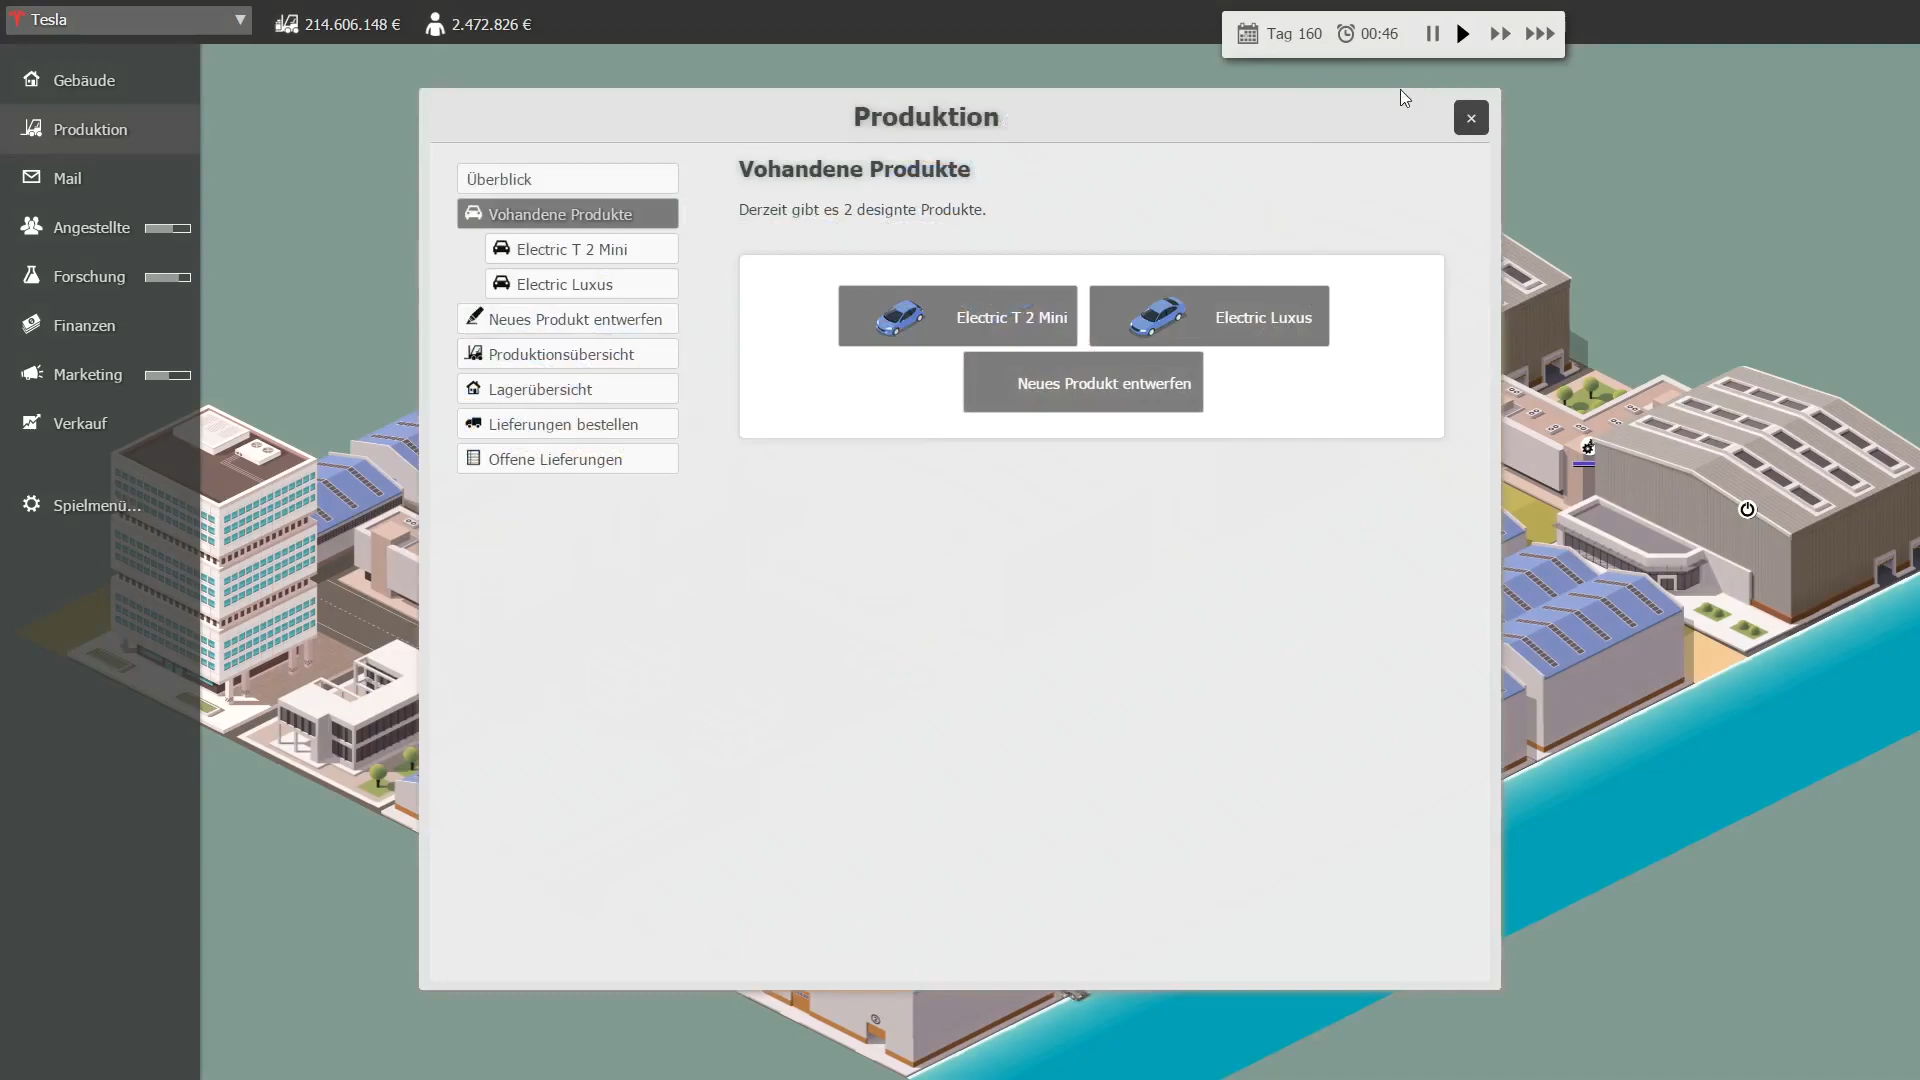 Tesla
214.606.148 €
2.472.826 €
Tag 160
00:46
Gebäude
Produktion
Mail
Angestellte
Forschung
Finanzen
Marketing
Verkauf
Spielmenü...
Produktion
×
Überblick
Vohandene Produkte
Electric T 2 Mini
Electric Luxus
Neues Produkt entwerfen
Produktionsübersicht
Lagerübersicht
Lieferungen bestellen
Offene Lieferungen
Vohandene Produkte
Derzeit gibt es 2 designte Produkte.
Electric T 2 Mini
Electric Luxus
Neues Produkt entwerfen